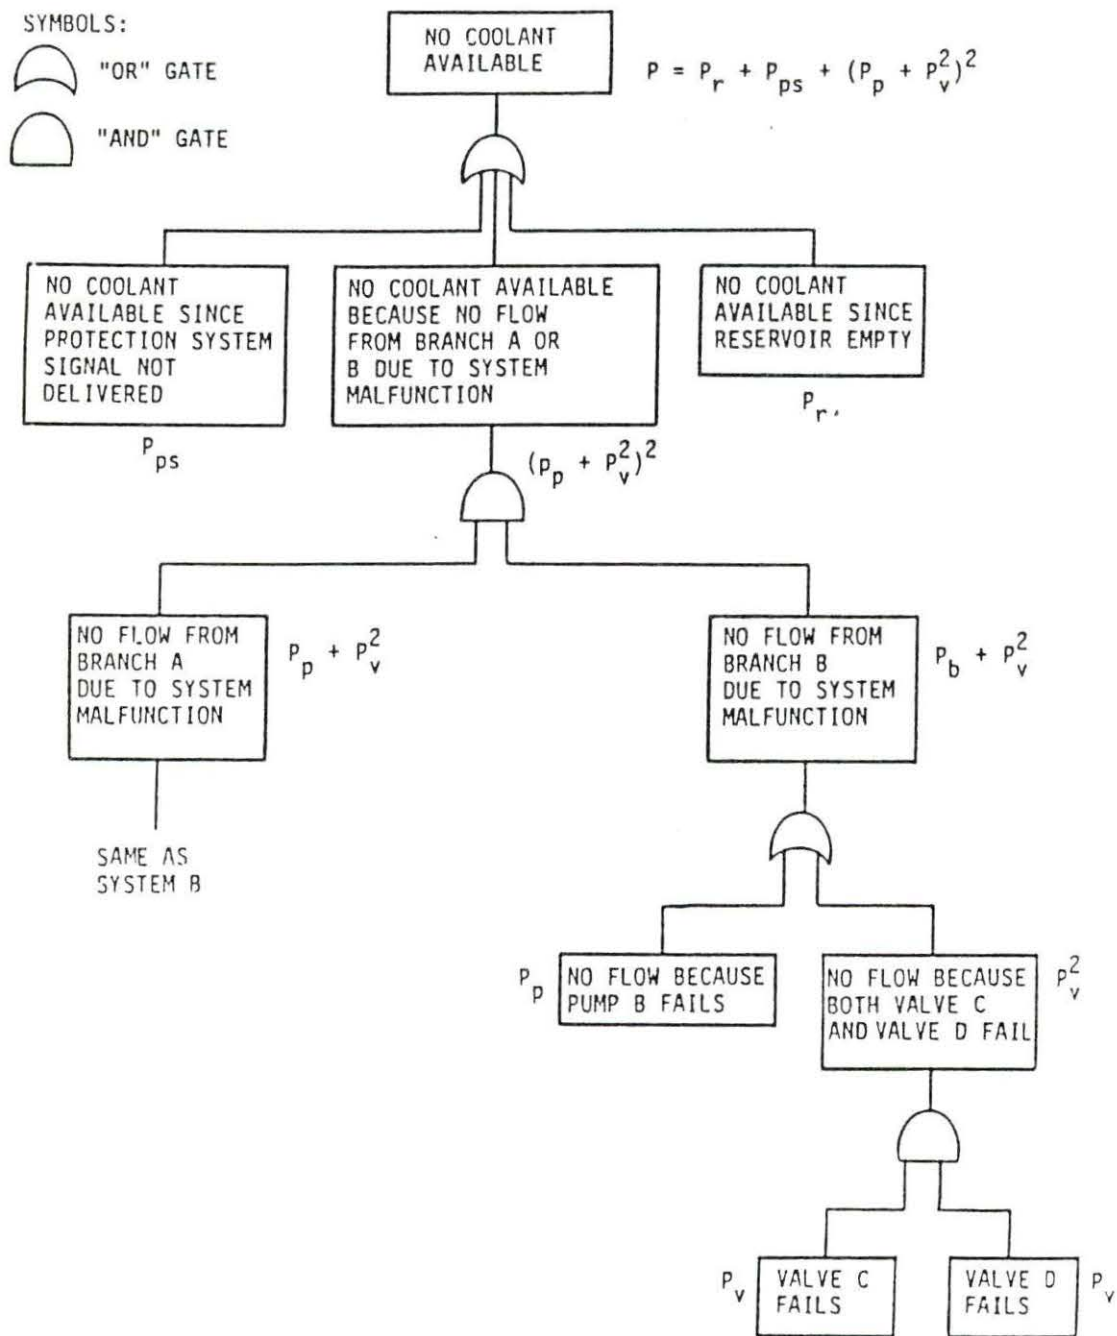 SYMBOLS:
"OR" GATE
"AND" GATE
NO COOLANT
AVAILABLE
P = P_r + P_ps + (P_p + P_v^2)^2
NO COOLANT
AVAILABLE SINCE
PROTECTION SYSTEM
SIGNAL NOT
DELIVERED
P_ps
NO COOLANT AVAILABLE
BECAUSE NO FLOW
FROM BRANCH A OR
B DUE TO SYSTEM
MALFUNCTION
(p_p + P_v^2)^2
NO COOLANT
AVAILABLE SINCE
RESERVOIR EMPTY
P_r
NO FLOW FROM
BRANCH A
DUE TO SYSTEM
MALFUNCTION
P_p + P_v^2
SAME AS
SYSTEM B
NO FLOW FROM
BRANCH B
DUE TO SYSTEM
MALFUNCTION
P_b + P_v^2
P_p
NO FLOW BECAUSE
PUMP B FAILS
NO FLOW BECAUSE
BOTH VALVE C
AND VALVE D FAIL
P_v^2
P_v
VALVE C
FAILS
VALVE D
FAILS
P_v